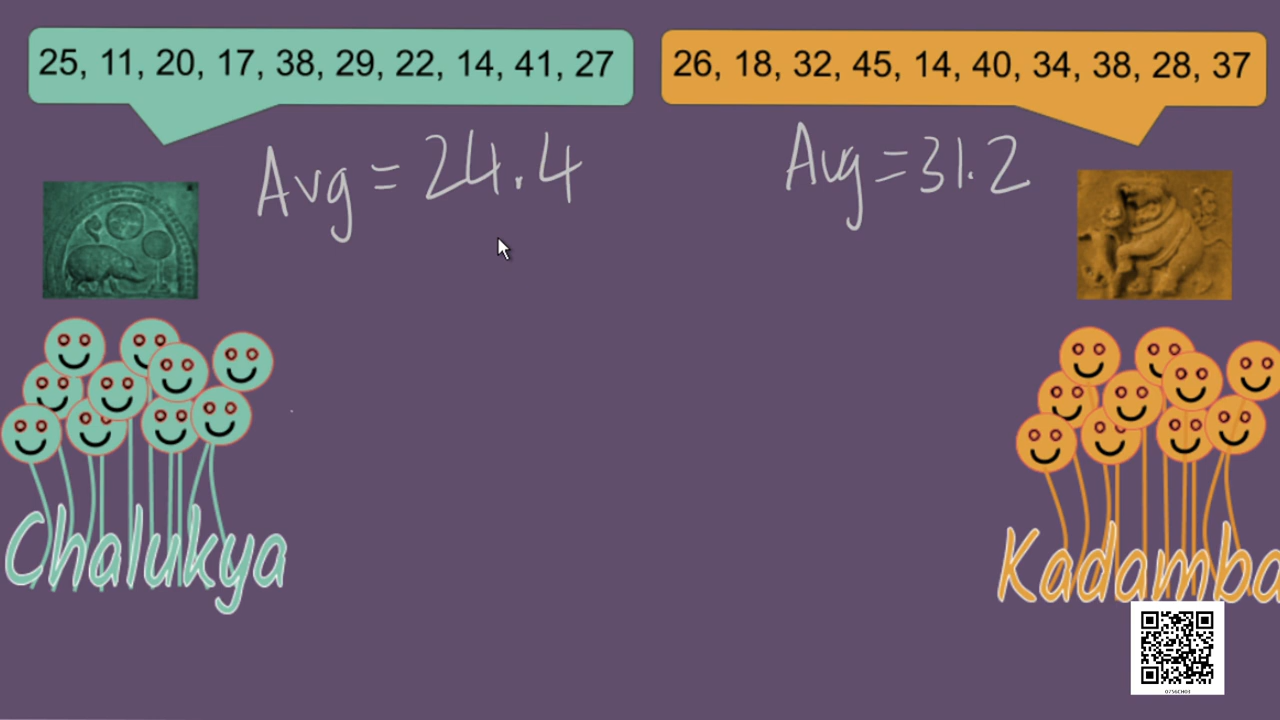 25, 11, 20, 17, 38, 29, 22, 14, 41, 27
26, 18, 32, 45, 14, 40, 34, 38, 28, 37
Avg = 24.4
Avg = 31.2
Chalukya
Kadamba